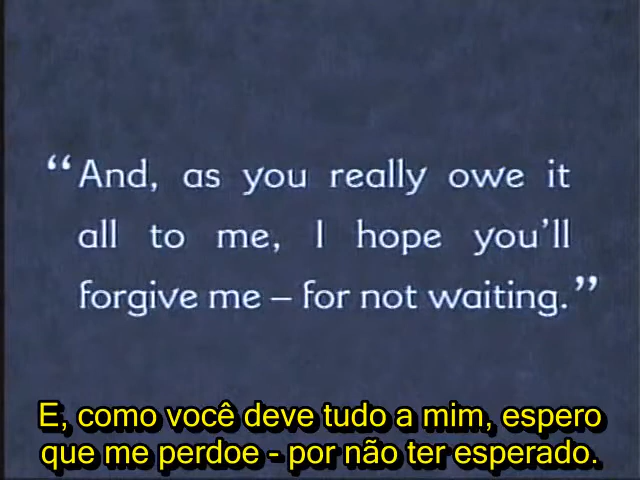 “And, as you really owe it
all to me, I hope you’ll
forgive me – for not waiting.”
E, como você deve tudo a mim, espero
que me perdoe - por não ter esperado.